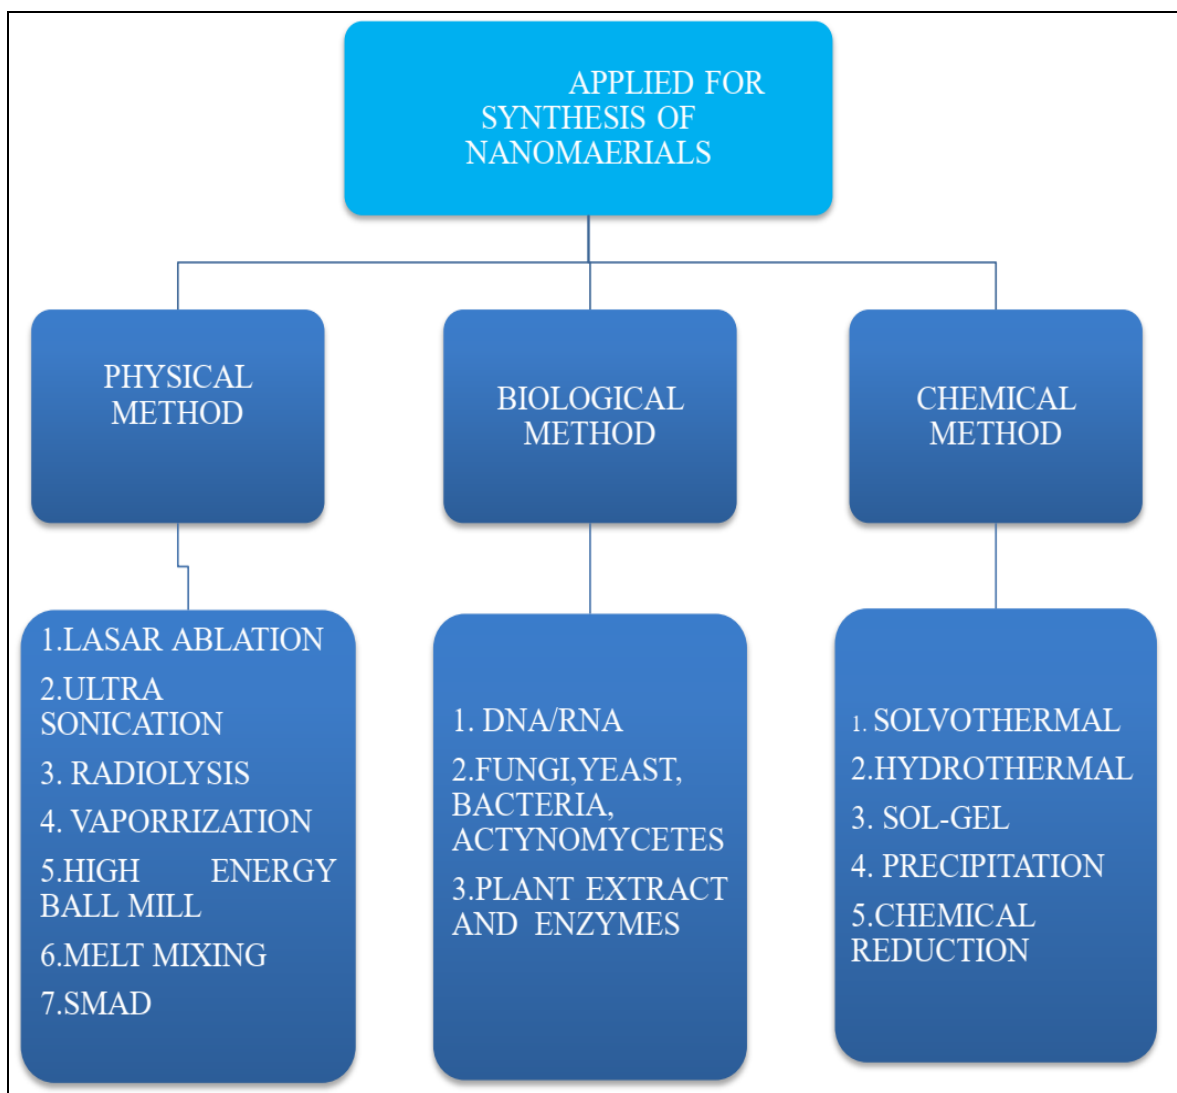 APPLIED FOR
SYNTHESIS OF
NANOMAERIALS
PHYSICAL
METHOD
BIOLOGICAL
METHOD
CHEMICAL
METHOD
1.LASAR ABLATION
2.ULTRA
SONICATION
3. RADIOLYSIS
4. VAPORRIZATION
5.HIGH ENERGY
BALL MILL
6.MELT MIXING
7.SMAD
1. DNA/RNA
2.FUNGI,YEAST,
BACTERIA,
ACTYNOMYCETES
3.PLANT EXTRACT
AND ENZYMES
1. SOLVOTHERMAL
2.HYDROTHERMAL
3. SOL-GEL
4. PRECIPITATION
5.CHEMICAL
REDUCTION